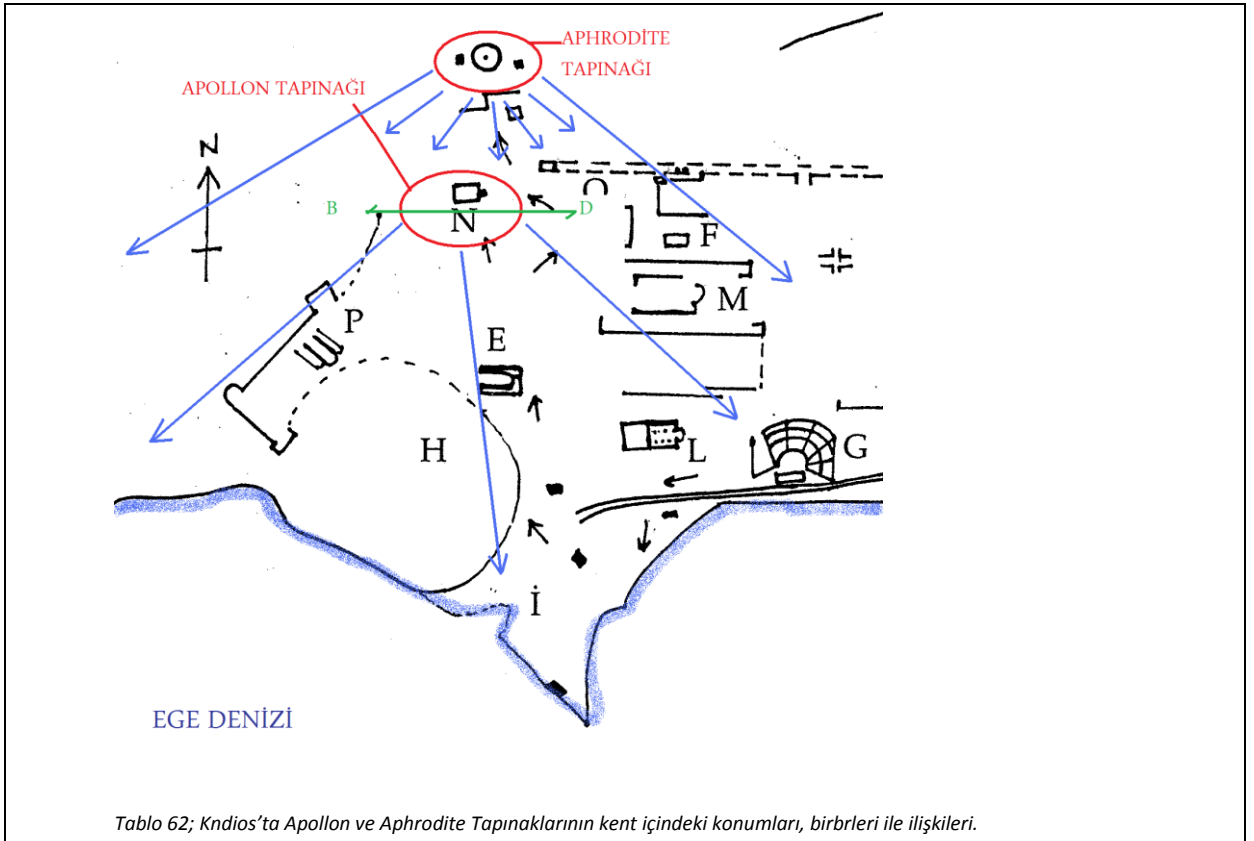 APHRODİTE
TAPINAĞI
APOLLON TAPINAĞI
N
B
N
D
O
F
M
P
E
H
L
G
İ
EGE DENİZİ
Tablo 62; Kndios’ta Apollon ve Aphrodite Tapınaklarının kent içindeki konumları, birbrleri ile ilişkileri.